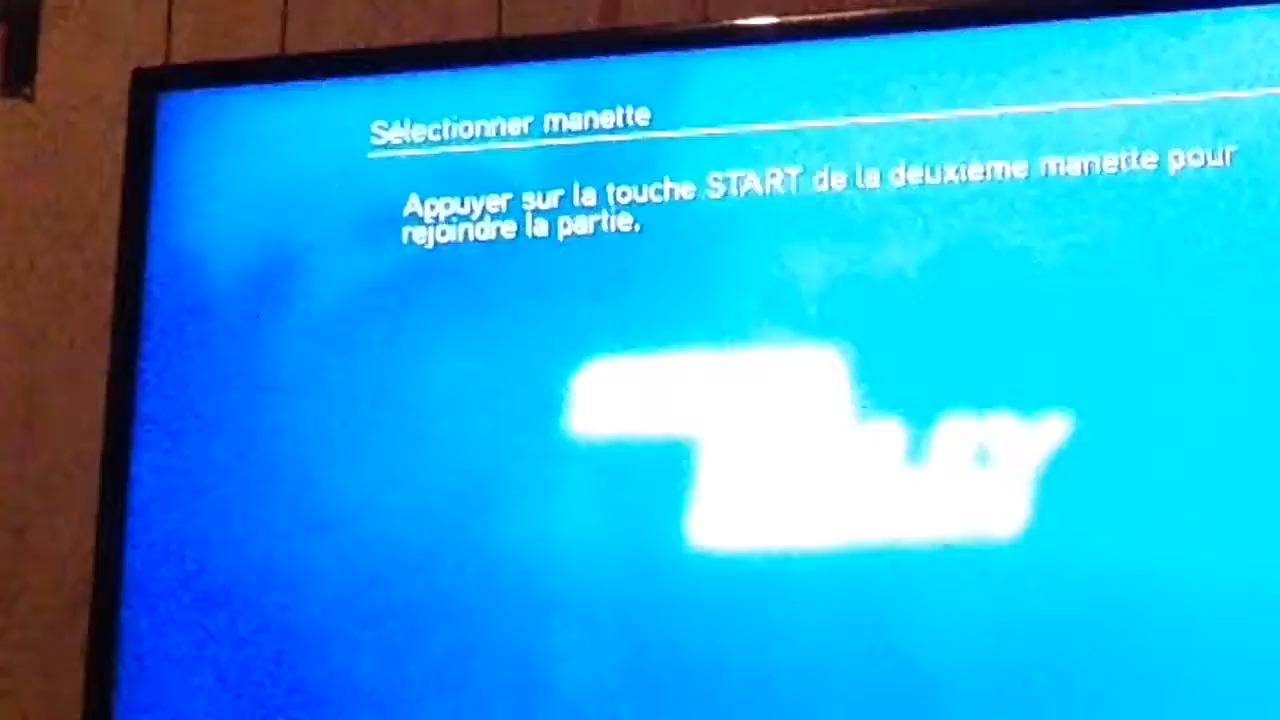 Sélectionner manette
Appuyer sur la touche START de la deuxième manette pour
rejoindre la partie.